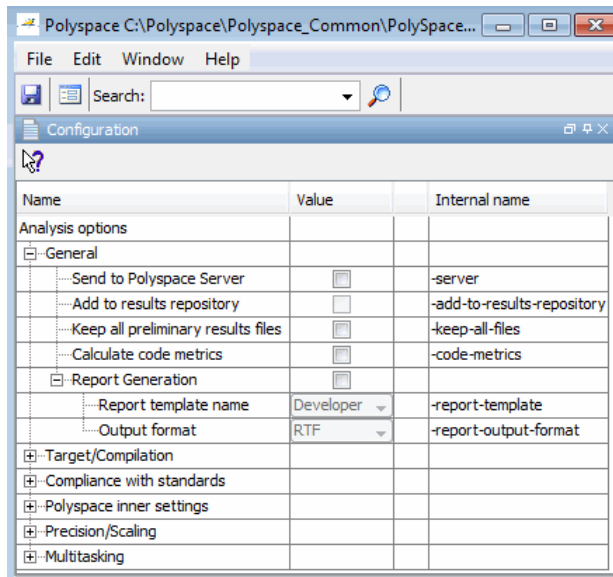 Polyspace C:\Polyspace\Polyspace_Common\PolySpace...
File Edit Window Help
Search:
Configuration
Name Value Internal name
Analysis options
General
Send to Polyspace Server -server
Add to results repository -add-to-results-repository
Keep all preliminary results files -keep-all-files
Calculate code metrics -code-metrics
Report Generation
Report template name Developer -report-template
Output format RTF -report-output-format
Target/Compilation
Compliance with standards
Polyspace inner settings
Precision/Scaling
Multitasking